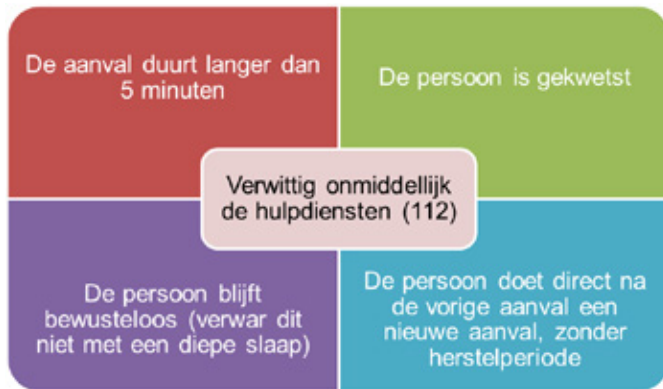 De aanval duurt langer dan
5 minuten
De persoon is gekwetst
Verwittig onmiddellijk
de hulpdiensten (112)
De persoon blijft
bewusteloos (verwar dit
niet met een diepe slaap)
De persoon doet direct na
de vorige aanval een
nieuwe aanval, zonder
herstelperiode